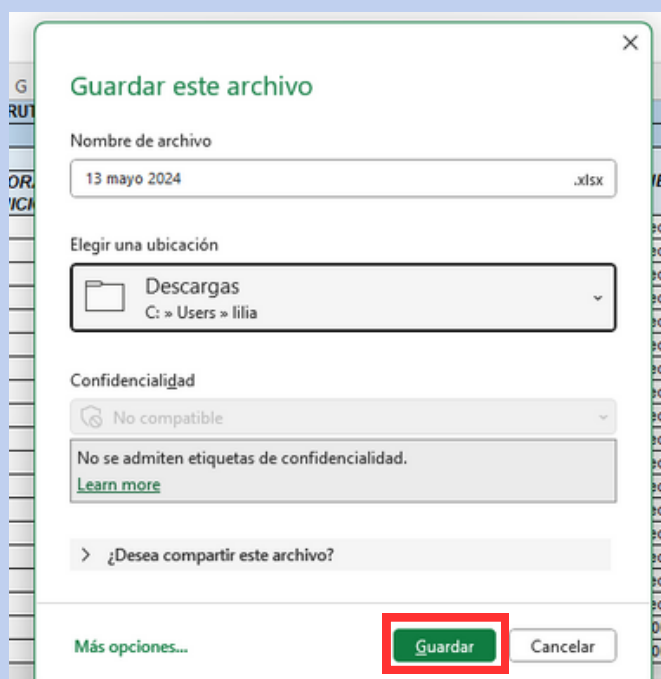 G
Guardar este archivo
Nombre de archivo
13 mayo 2024 .xlsx
Elegir una ubicación
Descargas
C: » Users » lilia
Confidencialidad
No compatible
No se admiten etiquetas de confidencialidad.
Learn more
¿Desea compartir este archivo?
Más opciones... Guardar Cancelar